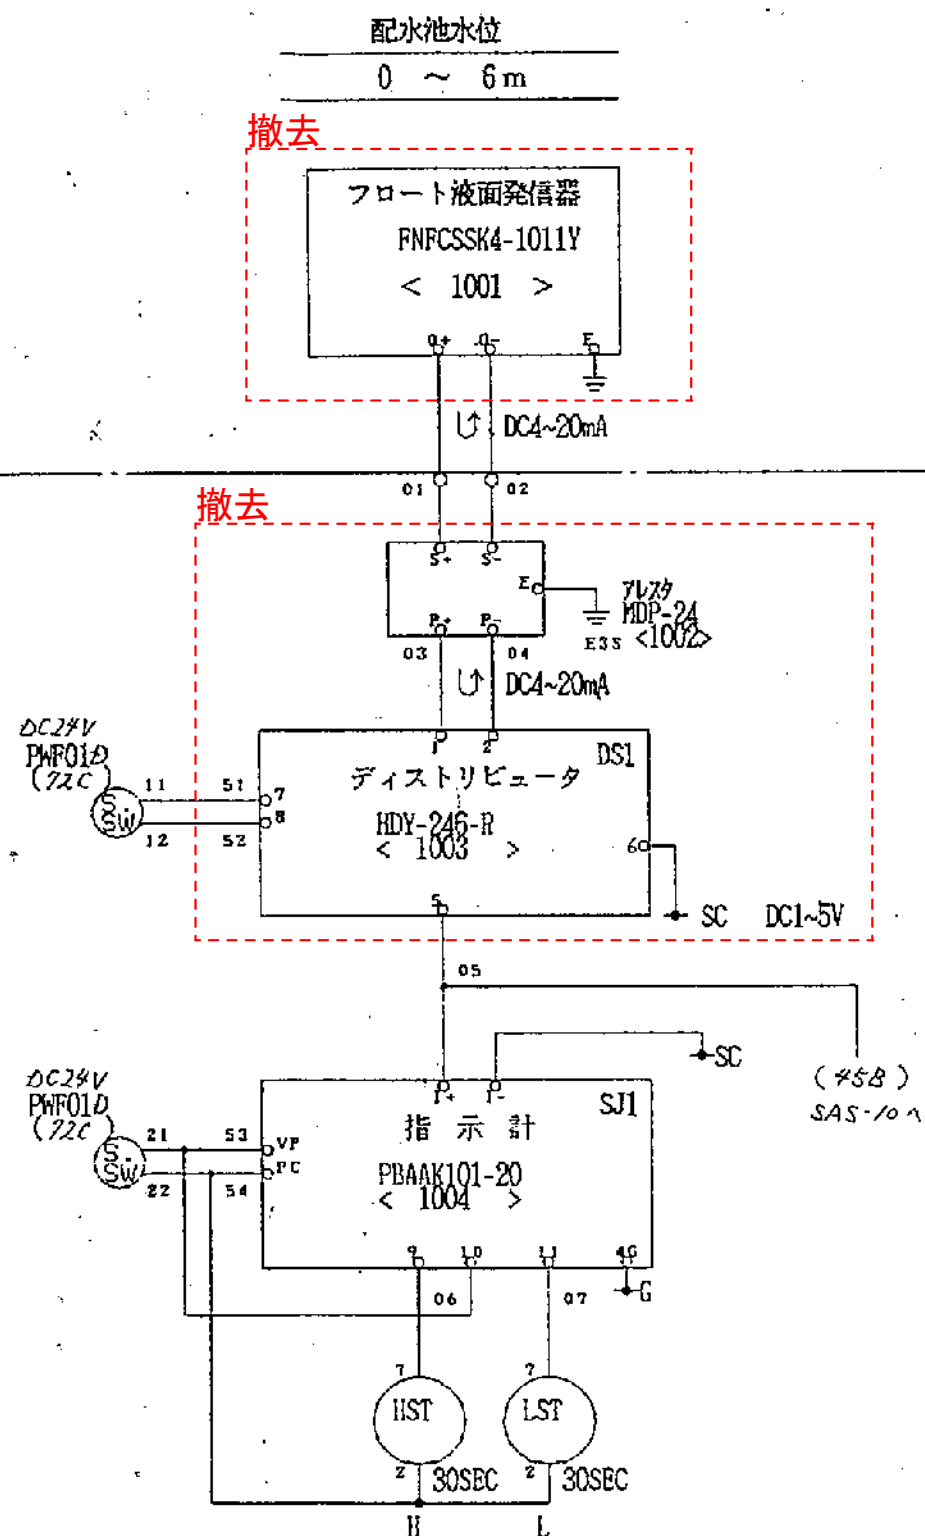 配水池水位
0 ～ 6m
撤去
フロート液面発信器
FNFCSSK4-1011Y
< 1001 >
O+ O- E
DC4~20mA
01 02
撤去
S+ S-
E
アレスタ
MDP-24
E3S <1002>
P+ P-
03 04
DC4~20mA
DC24V
PWF01D
(72C)
S.
SW
11 51 7
12 52 8
1 2
DS1
ディストリビュータ
HDY-246-R
< 1003 >
6
5
SC DC1~5V
05
SC
(45B)
SAS-10へ
DC24V
PWF01D
(72C)
S.
SW
21 53 VP
22 54 PC
I+ I-
SJ1
指示計
PBAAK101-20
< 1004 >
9 10 11 4G
G
06 07
7 7
HST LST
2 30SEC 2 30SEC
H L